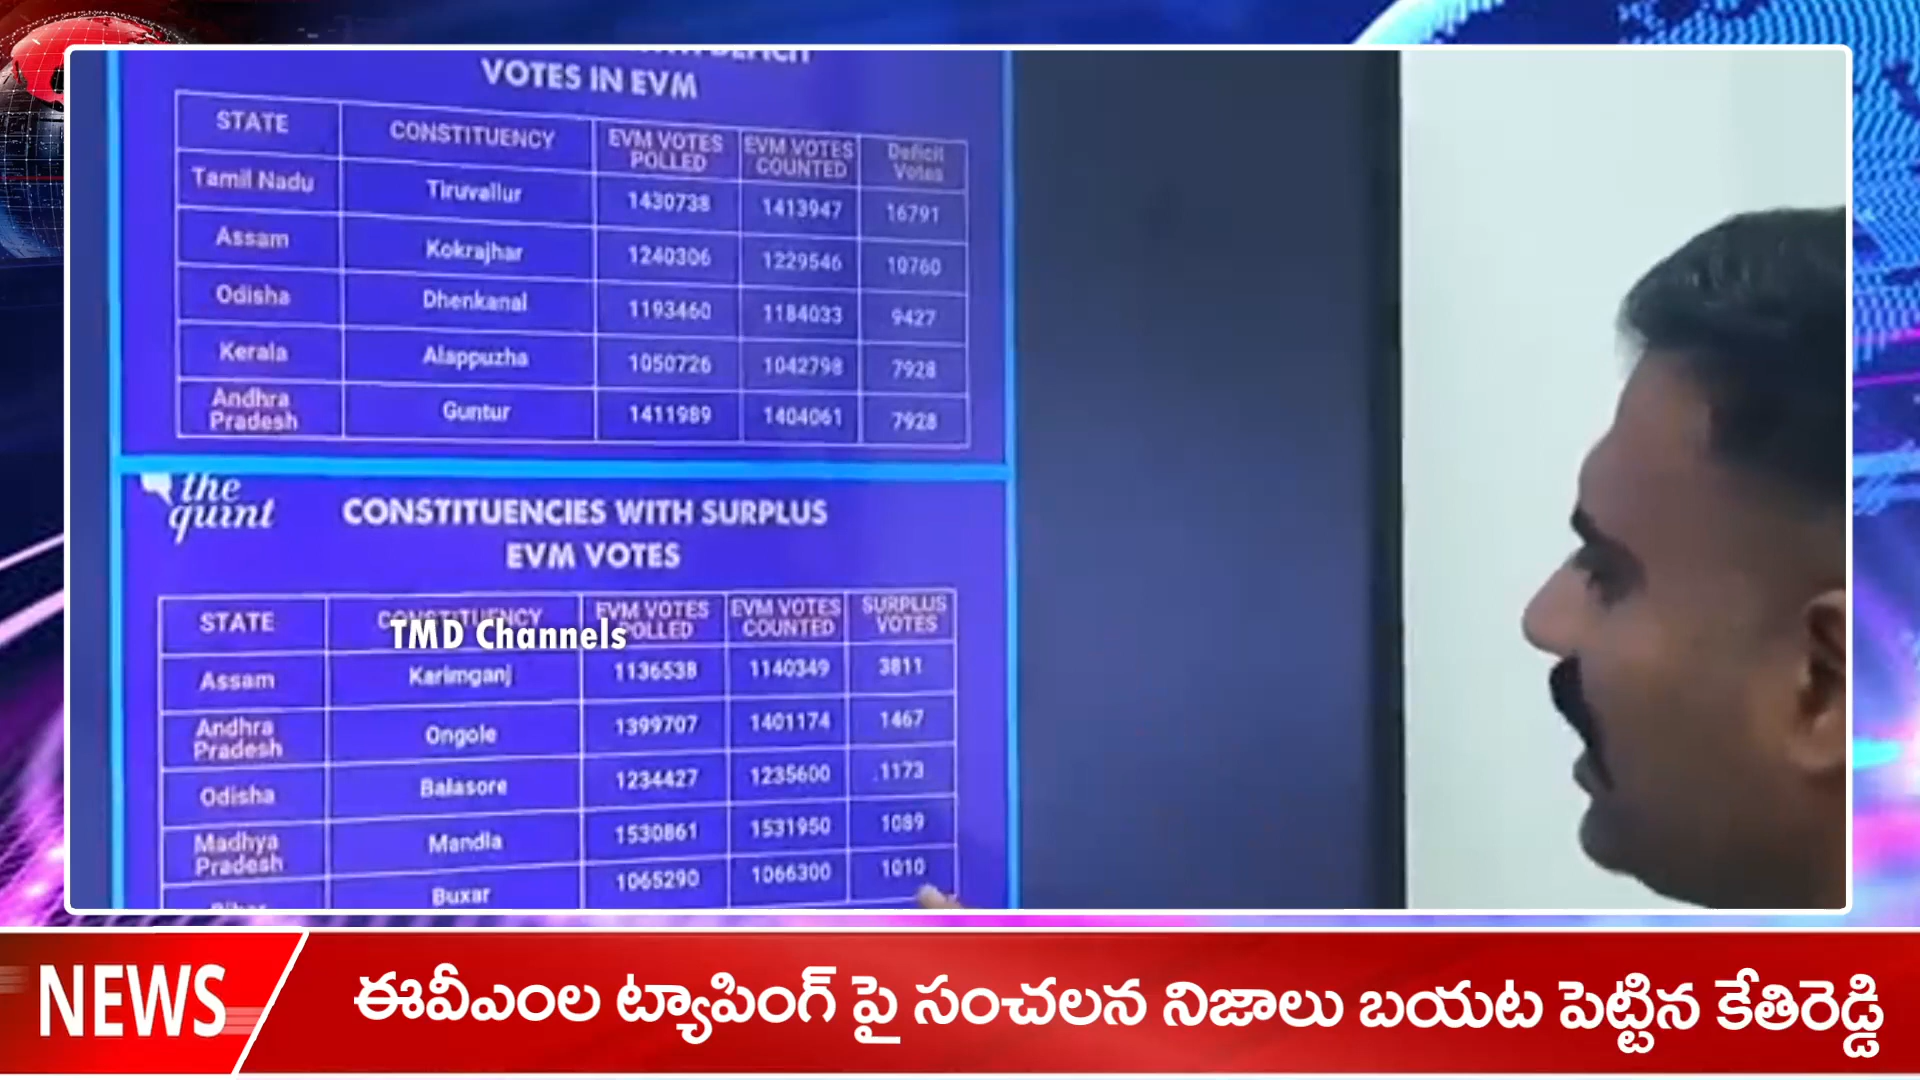 VOTES IN EVM
STATE CONSTITUENCY EVM VOTES POLLED EVM VOTES COUNTED Deficit Votes
Tamil Nadu Tiruvallur 1430738 1413947 16791
Assam Kokrajhar 1240306 1229546 10760
Odisha Dhenkanal 1193460 1184033 9427
Kerala Alappuzha 1050726 1042798 7928
Andhra Pradesh Guntur 1411989 1404061 7928
the quint
CONSTITUENCIES WITH SURPLUS
EVM VOTES
STATE CONSTITUENCY EVM VOTES POLLED EVM VOTES COUNTED SURPLUS VOTES
TMD Channels
Assam Karimganj 1136538 1140349 3811
Andhra Pradesh Ongole 1399707 1401174 1467
Odisha Balasore 1234427 1235600 1173
Madhya Pradesh Mandla 1530861 1531950 1089
Buxar 1065290 1066300 1010
NEWS
ఈవీఎంల ట్యాపింగ్ పై సంచలన నిజాలు బయట పెట్టిన కేతిరెడ్డి